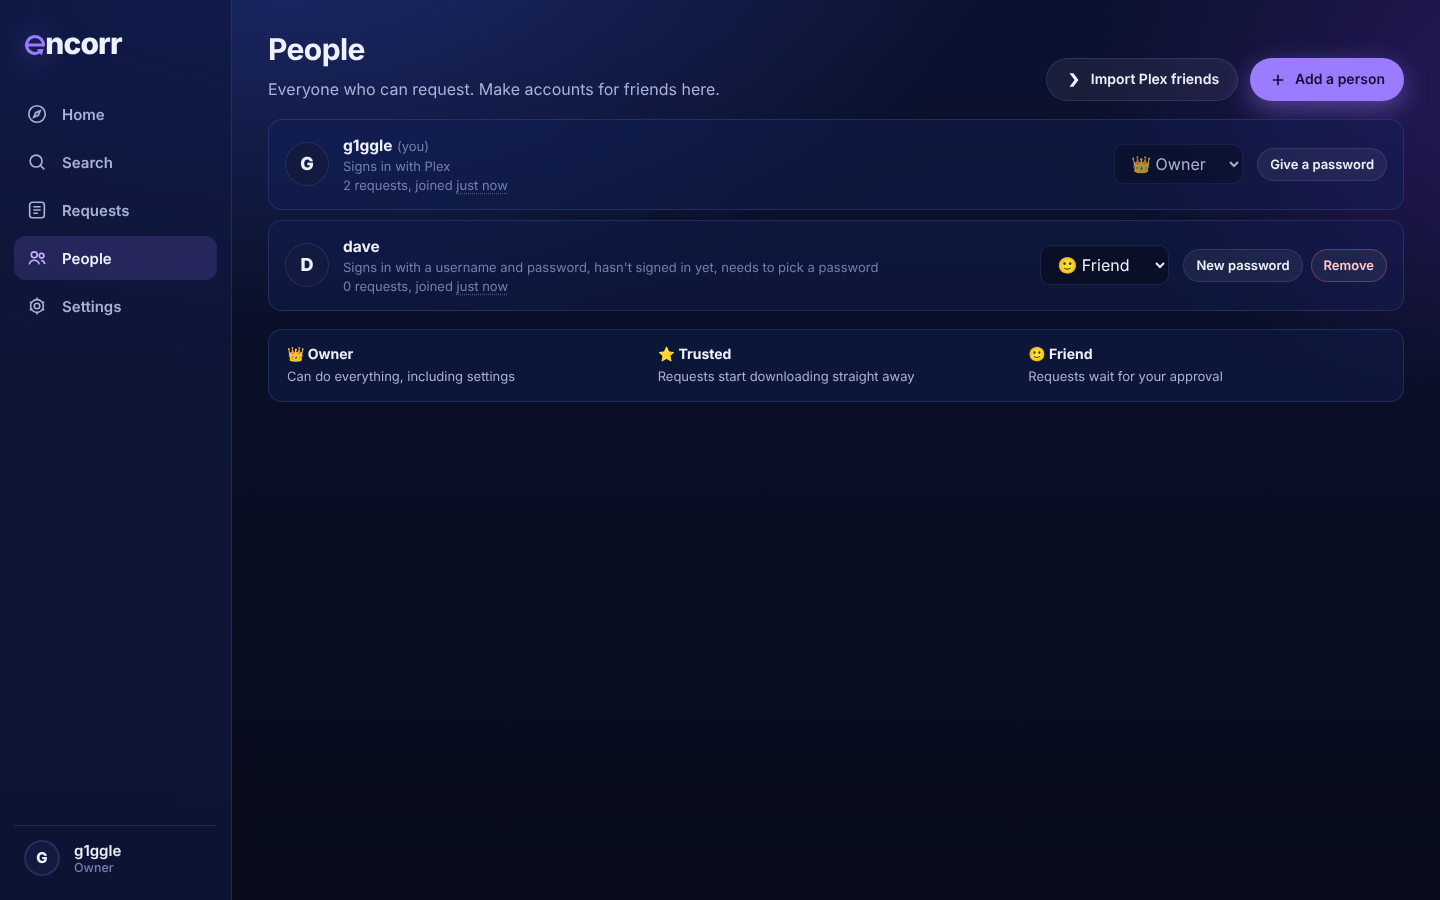 encorr
Home
Search
Requests
People
Settings
g1ggle
Owner
People
Everyone who can request. Make accounts for friends here.
Import Plex friends
Add a person
G
g1ggle (you)
Signs in with Plex
2 requests, joined just now
👑 Owner
Give a password
D
dave
Signs in with a username and password, hasn't signed in yet, needs to pick a password
0 requests, joined just now
🙂 Friend
New password
Remove
👑 Owner
Can do everything, including settings
⭐ Trusted
Requests start downloading straight away
🙂 Friend
Requests wait for your approval
G